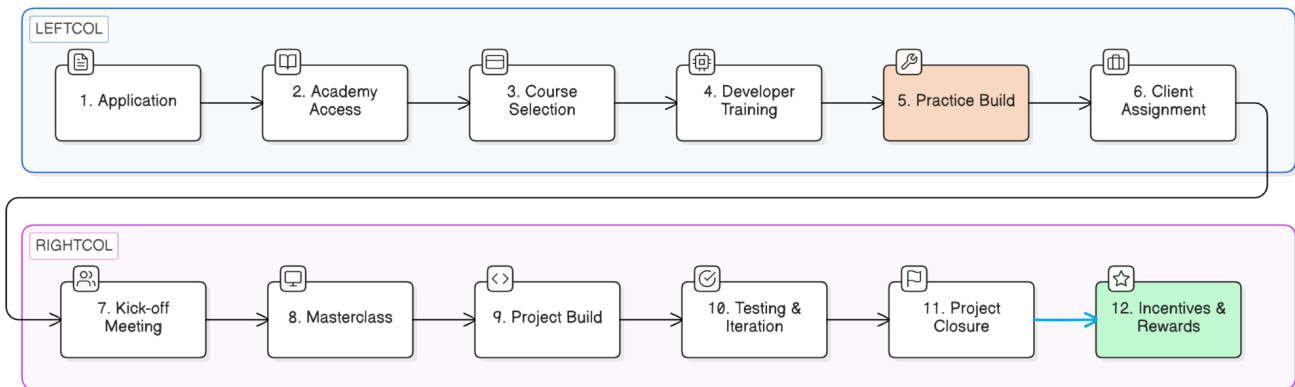 LEFTCOL
1. Application
2. Academy
Access
3. Course
Selection
4. Developer
Training
5. Practice Build
6. Client
Assignment
RIGHTCOL
7. Kick-off
Meeting
8. Masterclass
9. Project Build
10. Testing &
Iteration
11. Project
Closure
12. Incentives &
Rewards